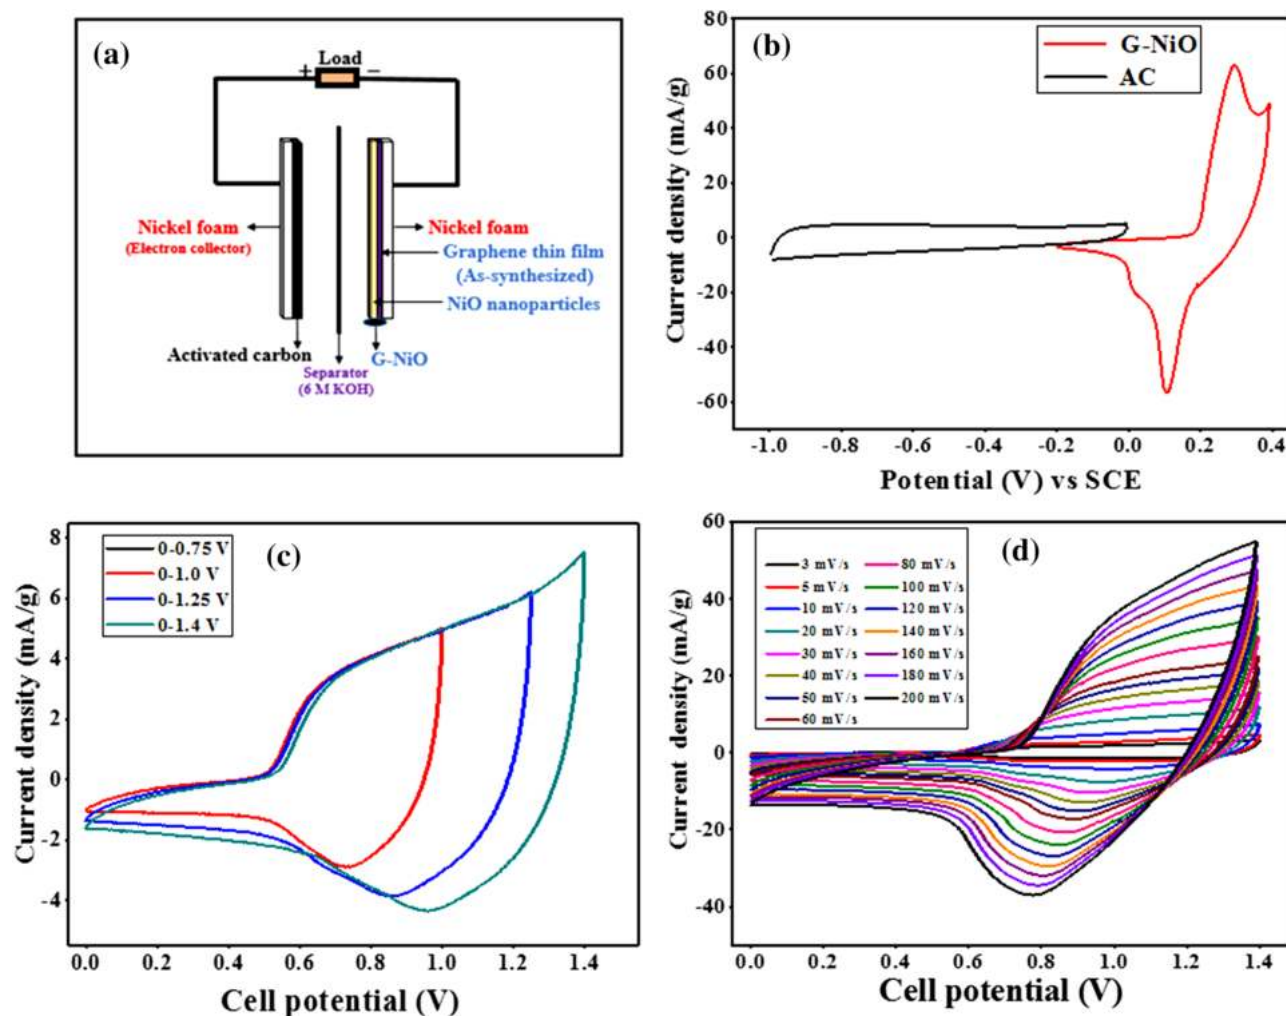 (a)
Load
+ −
Nickel foam
(Electron collector)
Nickel foam
Graphene thin film
(As-synthesized)
NiO nanoparticles
Activated carbon
G-NiO
Separator
(6 M KOH)
(b)
G-NiO
AC
80
60
40
20
0
-20
-40
-60
Current density (mA/g)
-1.0 -0.8 -0.6 -0.4 -0.2 0.0 0.2 0.4
Potential (V) vs SCE
(c)
0-0.75 V
0-1.0 V
0-1.25 V
0-1.4 V
8
6
4
2
0
-2
-4
Current density (mA/g)
0.0 0.2 0.4 0.6 0.8 1.0 1.2 1.4
Cell potential (V)
(d)
3 mV/s 80 mV/s
5 mV/s 100 mV/s
10 mV/s 120 mV/s
20 mV/s 140 mV/s
30 mV/s 160 mV/s
40 mV/s 180 mV/s
50 mV/s 200 mV/s
60 mV/s
60
40
20
0
-20
-40
Current density (mA/g)
0.0 0.2 0.4 0.6 0.8 1.0 1.2 1.4
Cell potential (V)